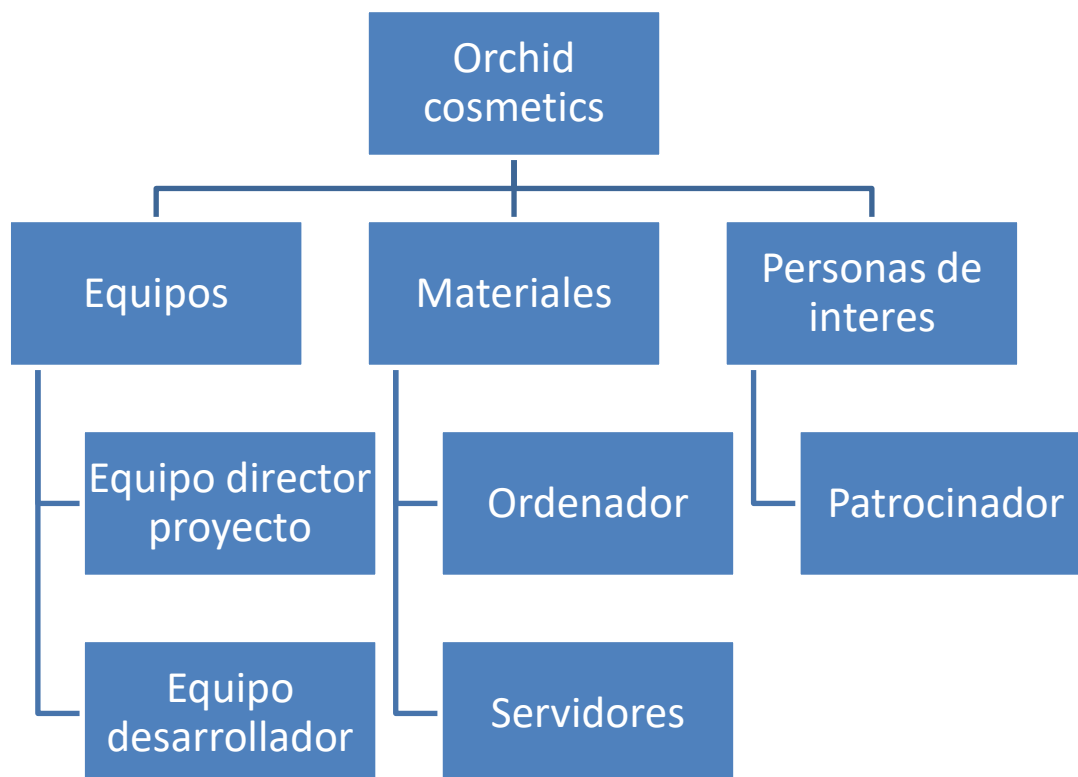 Orchid
cosmetics
Equipos
Materiales
Personas de
interes
Equipo director
proyecto
Ordenador
Patrocinador
Equipo
desarrollador
Servidores